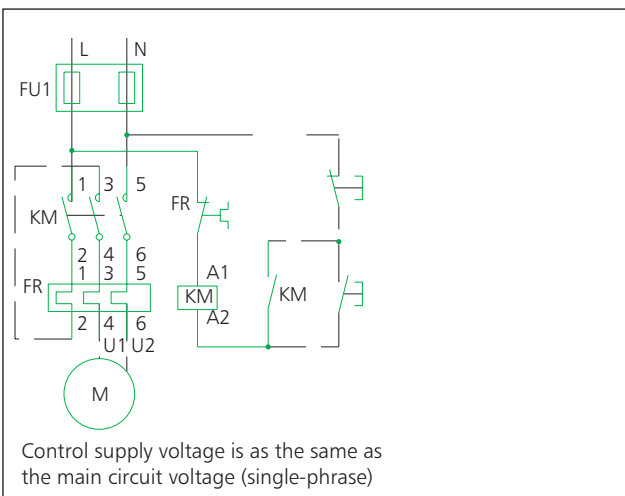 L N
FU1
1 3 5
KM
FR
2 4 6
1 3 5
FR
A1
KM
A2
KM
2 4 6
U1 U2
M
Control supply voltage is as the same as
the main circuit voltage (single-phrase)